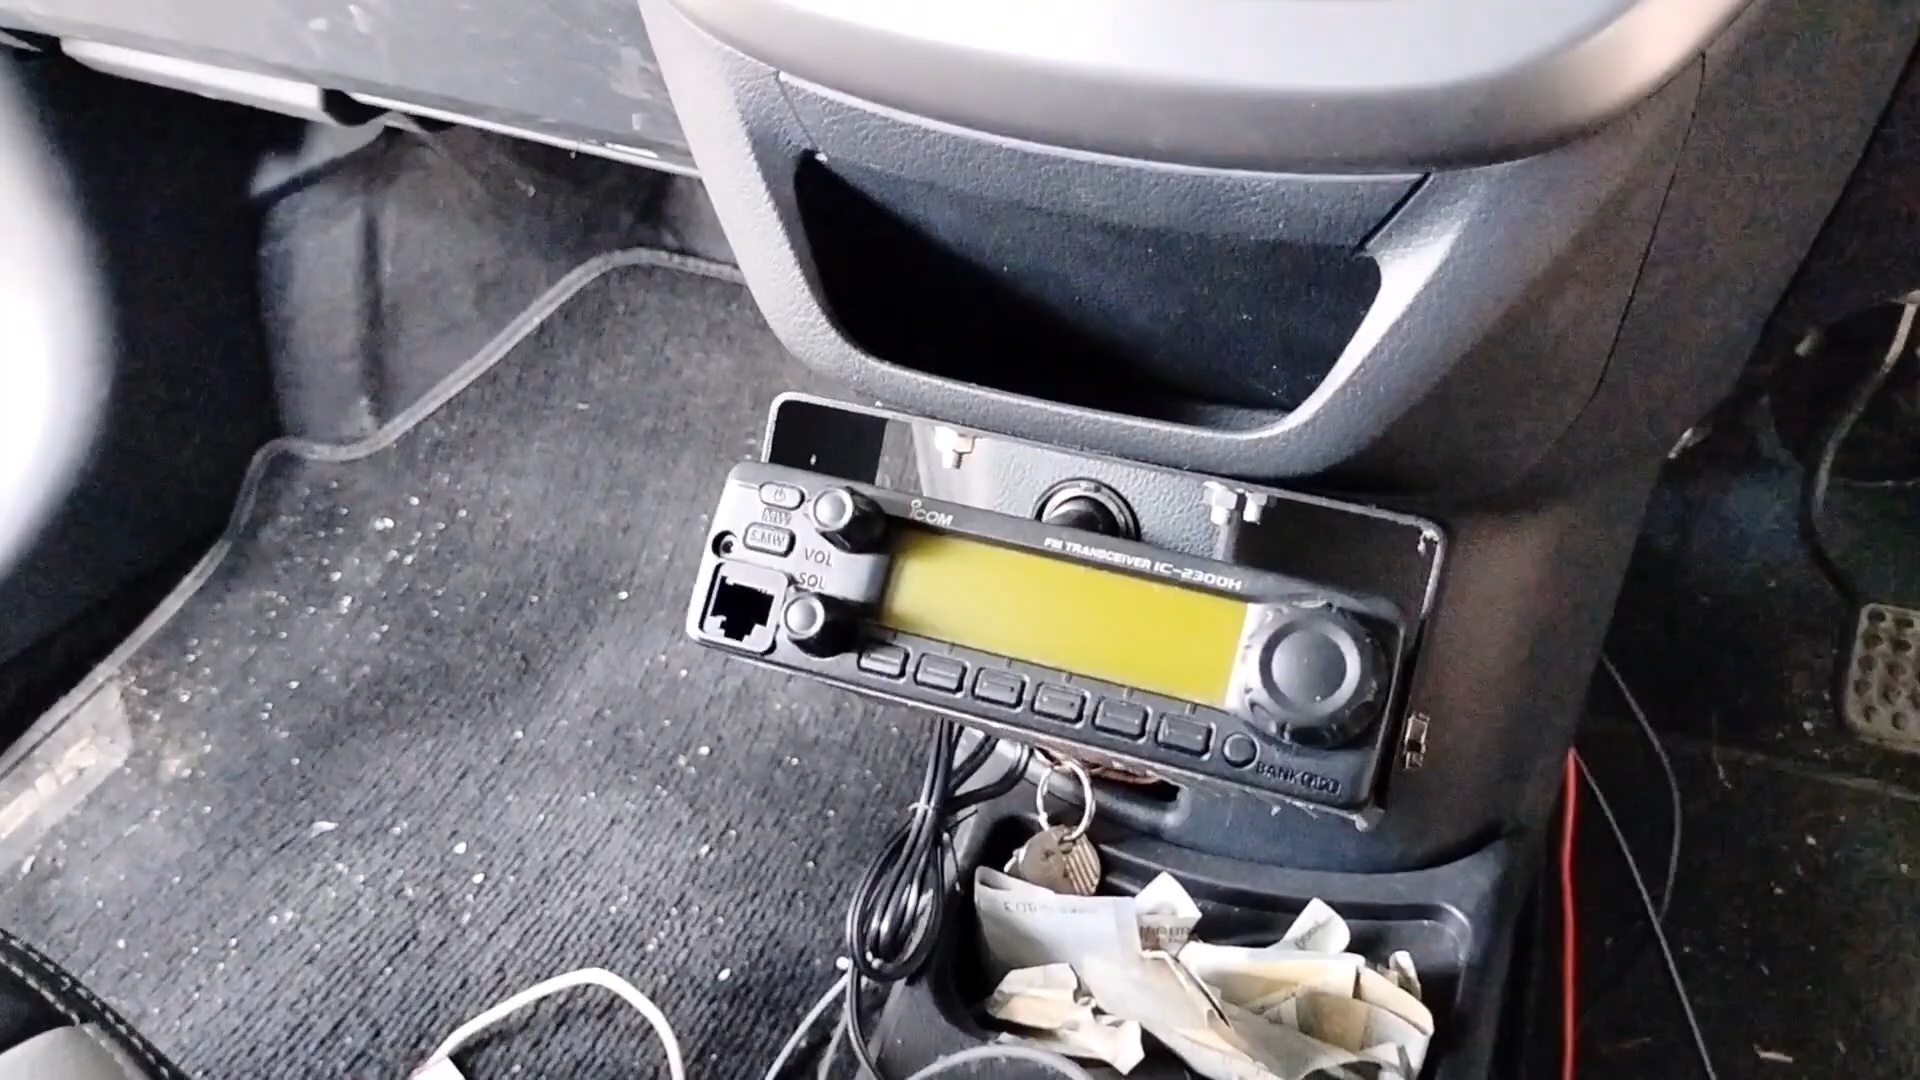 ICOM
FM TRANSCEIVER IC-2300H
MW
S.MW
VOL
SQL
BANK